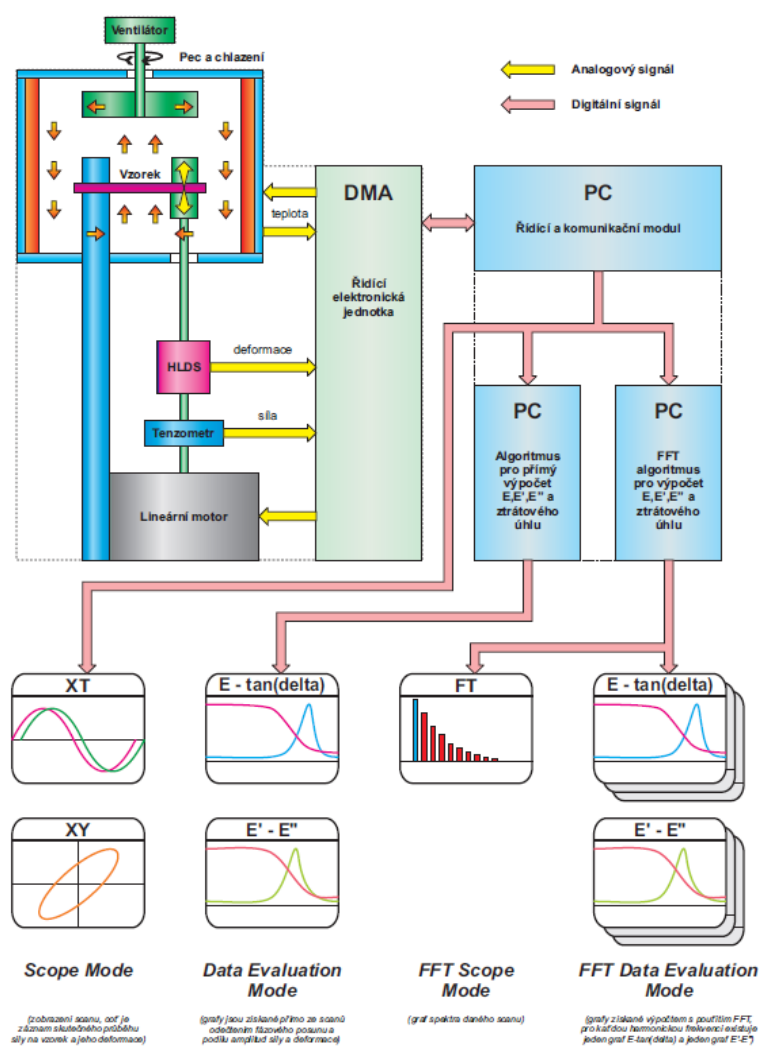 Ventilátor
Pec a chlazení
Analogový signál
Digitální signál
Vzorek
teplota
DMA
Řídící
elektronická
jednotka
PC
Řídící a komunikační modul
deformace
HLDS
síla
Tenzometr
Lineární motor
PC
Algoritmus
pro přímý
výpočet
E,E',E" a
ztrátového
úhlu
PC
FFT
algoritmus
pro výpočet
E,E',E" a
ztrátového
úhlu
XT
E - tan(delta)
FT
E - tan(delta)
XY
E' - E"
E' - E"
Scope Mode
(zobrazení scanu, což je
záznam skutečného průběhu
síly na vzorek a jeho deformace)
Data Evaluation
Mode
(grafy jsou získané přímo ze scanů
odečtením fázového posunu a
podílu amplitud síly a deformace)
FFT Scope
Mode
(graf spektra daného scanu)
FFT Data Evaluation
Mode
(grafy získané výpočtem s použitím FFT,
pro každou harmonickou frekvenci existuje
jeden graf E-tan(delta) a jeden graf E'-E")